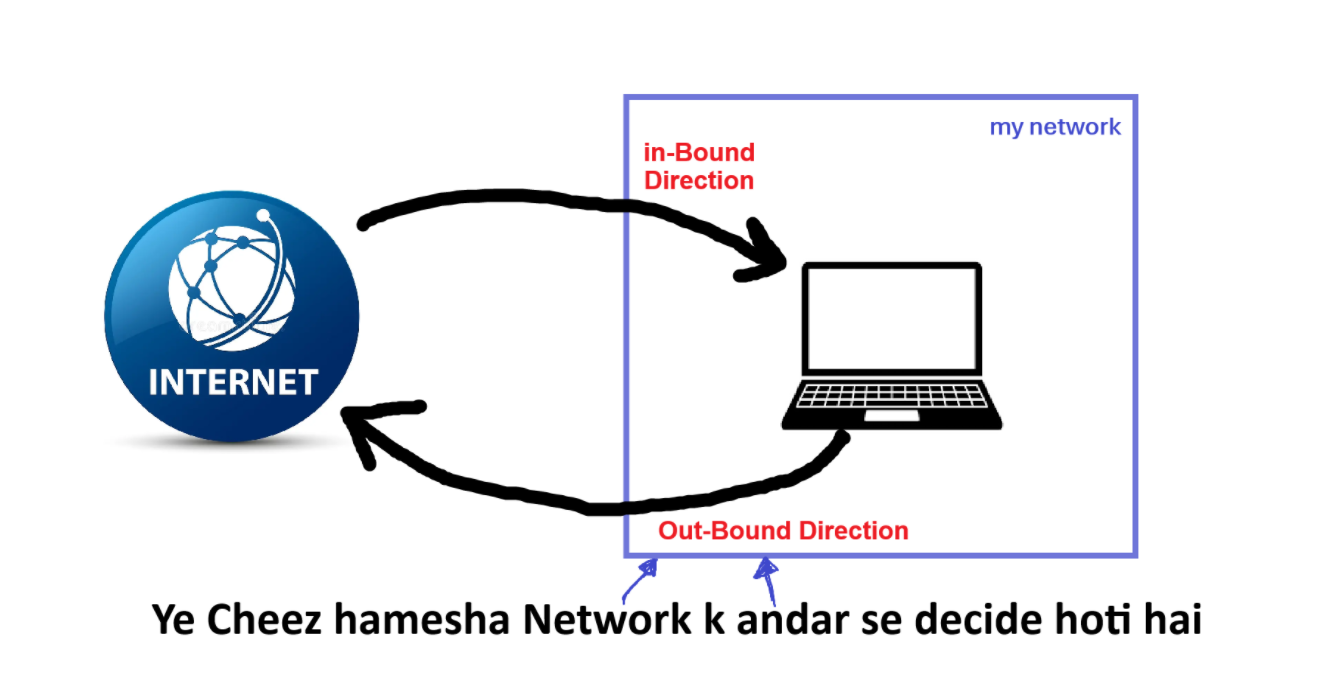 my network
in-Bound
Direction
INTERNET
Out-Bound Direction
Ye Cheez hamesha Network k andar se decide hoti hai